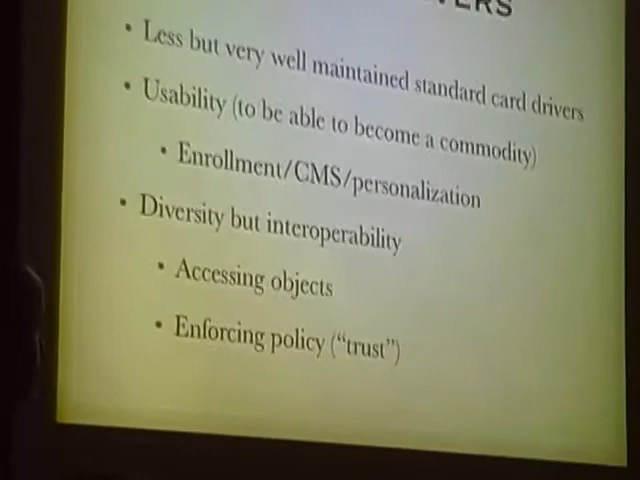 • Less but very well maintained standard card drivers
• Usability (to be able to become a commodity)
• Enrollment/CMS/personalization
• Diversity but interoperability
• Accessing objects
• Enforcing policy (“trust”)